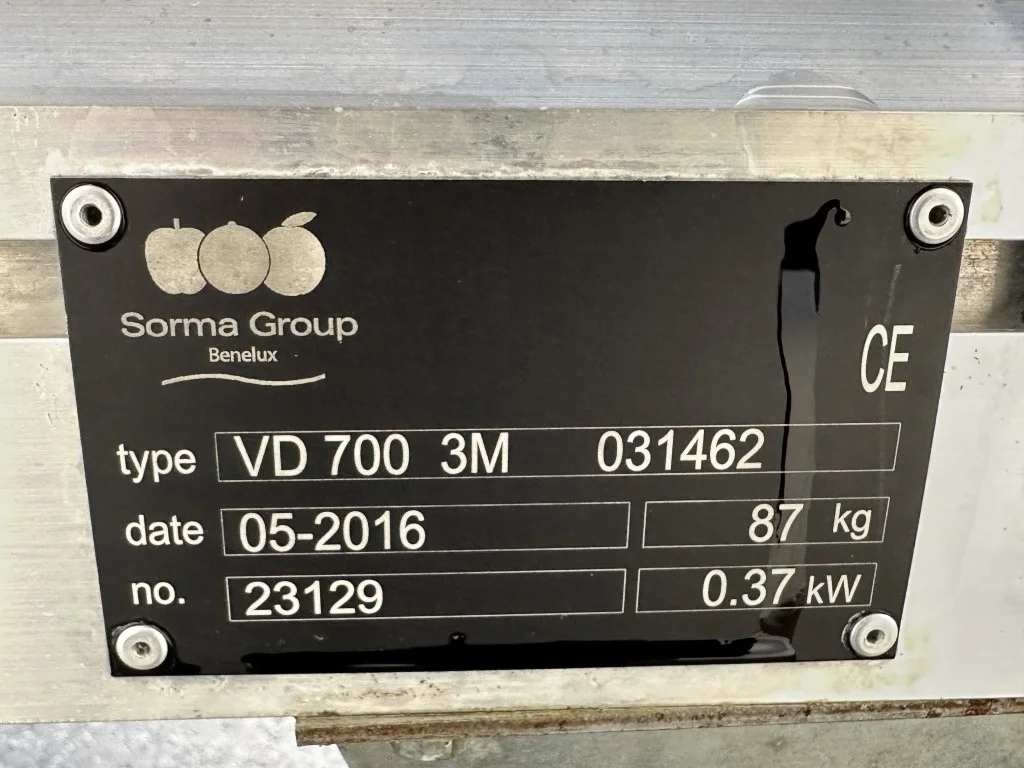 Sorma Group
Benelux
CE
type VD 700 3M 031462
date 05-2016 87 kg
no. 23129 0.37 kW